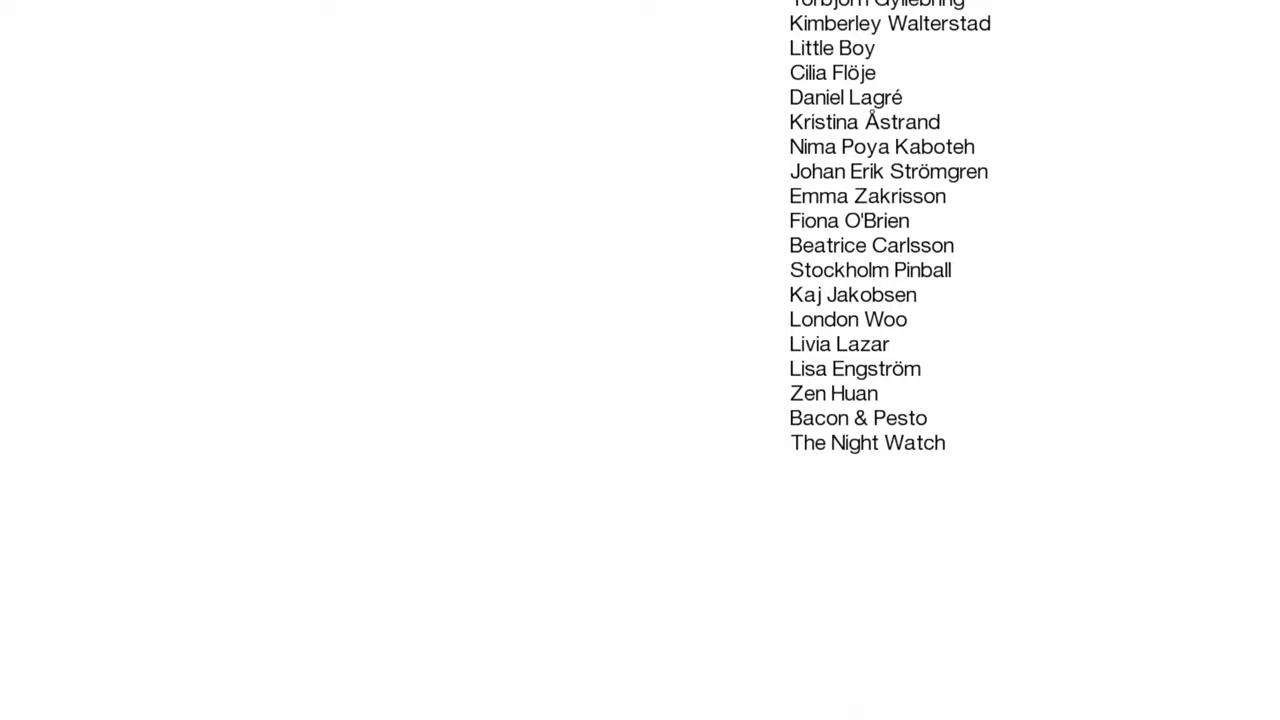 Torbjörn Gyllebring
Kimberley Walterstad
Little Boy
Cilia Flöje
Daniel Lagré
Kristina Åstrand
Nima Poya Kaboteh
Johan Erik Strömgren
Emma Zakrisson
Fiona O'Brien
Beatrice Carlsson
Stockholm Pinball
Kaj Jakobsen
London Woo
Livia Lazar
Lisa Engström
Zen Huan
Bacon & Pesto
The Night Watch